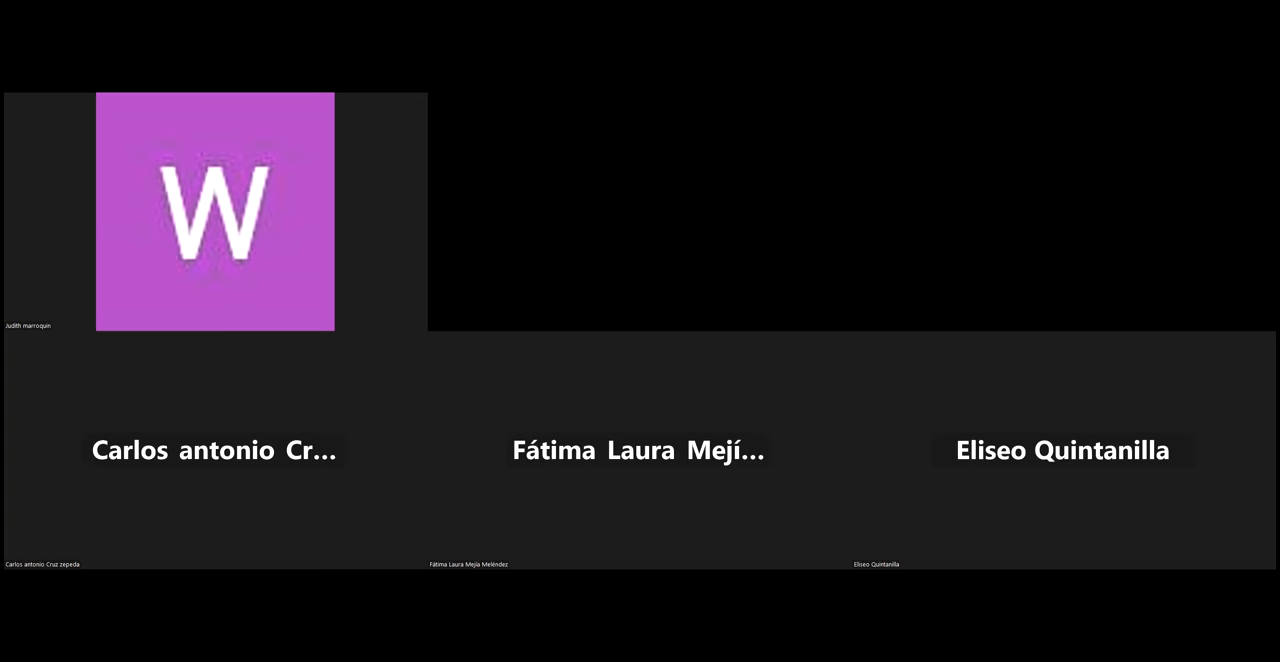 W
Judith marroquin
Carlos antonio Cr...
Fátima Laura Mejí...
Eliseo Quintanilla
Carlos antonio Cruz zepeda
Fátima Laura Mejía Meléndez
Eliseo Quintanilla